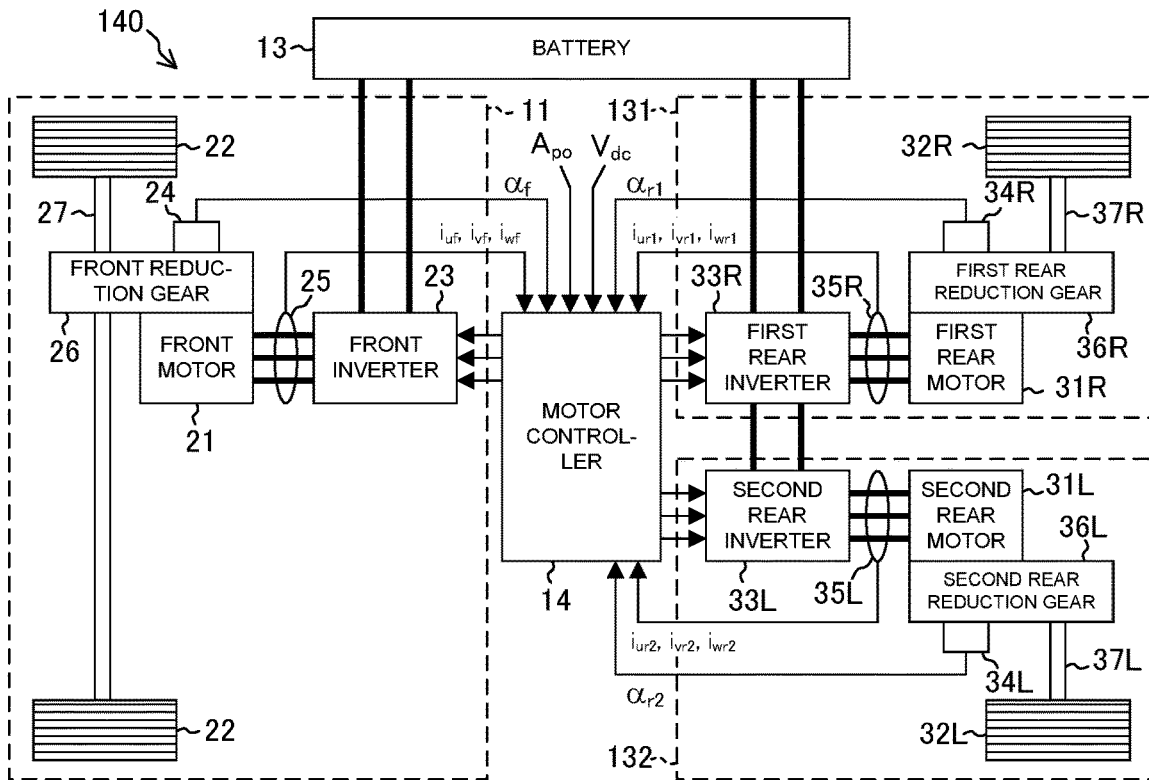 140
13
BATTERY
11
131
22
A_po
V_dc
32R
27
24
α_f
α_r1
34R
37R
i_uf, i_vf, i_wf
i_ur1, i_vr1, i_wr1
FRONT REDUC-
TION GEAR
25
23
33R
35R
FIRST REAR
REDUCTION GEAR
26
FRONT
MOTOR
FRONT
INVERTER
FIRST
REAR
INVERTER
FIRST
REAR
MOTOR
36R
31R
21
MOTOR
CONTROL-
LER
SECOND
REAR
INVERTER
SECOND
REAR
MOTOR
31L
36L
14
33L
35L
SECOND REAR
REDUCTION GEAR
i_ur2, i_vr2, i_wr2
α_r2
34L
37L
22
132
32L